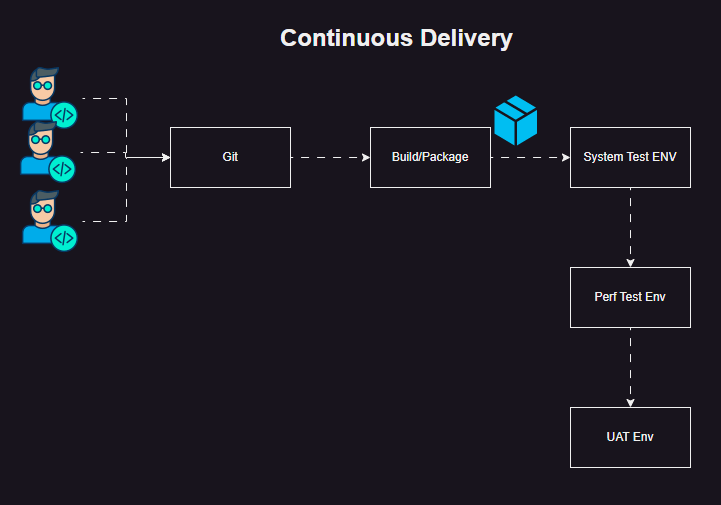 Continuous Delivery
</>
</>
</>
Git
Build/Package
System Test ENV
Perf Test Env
UAT Env